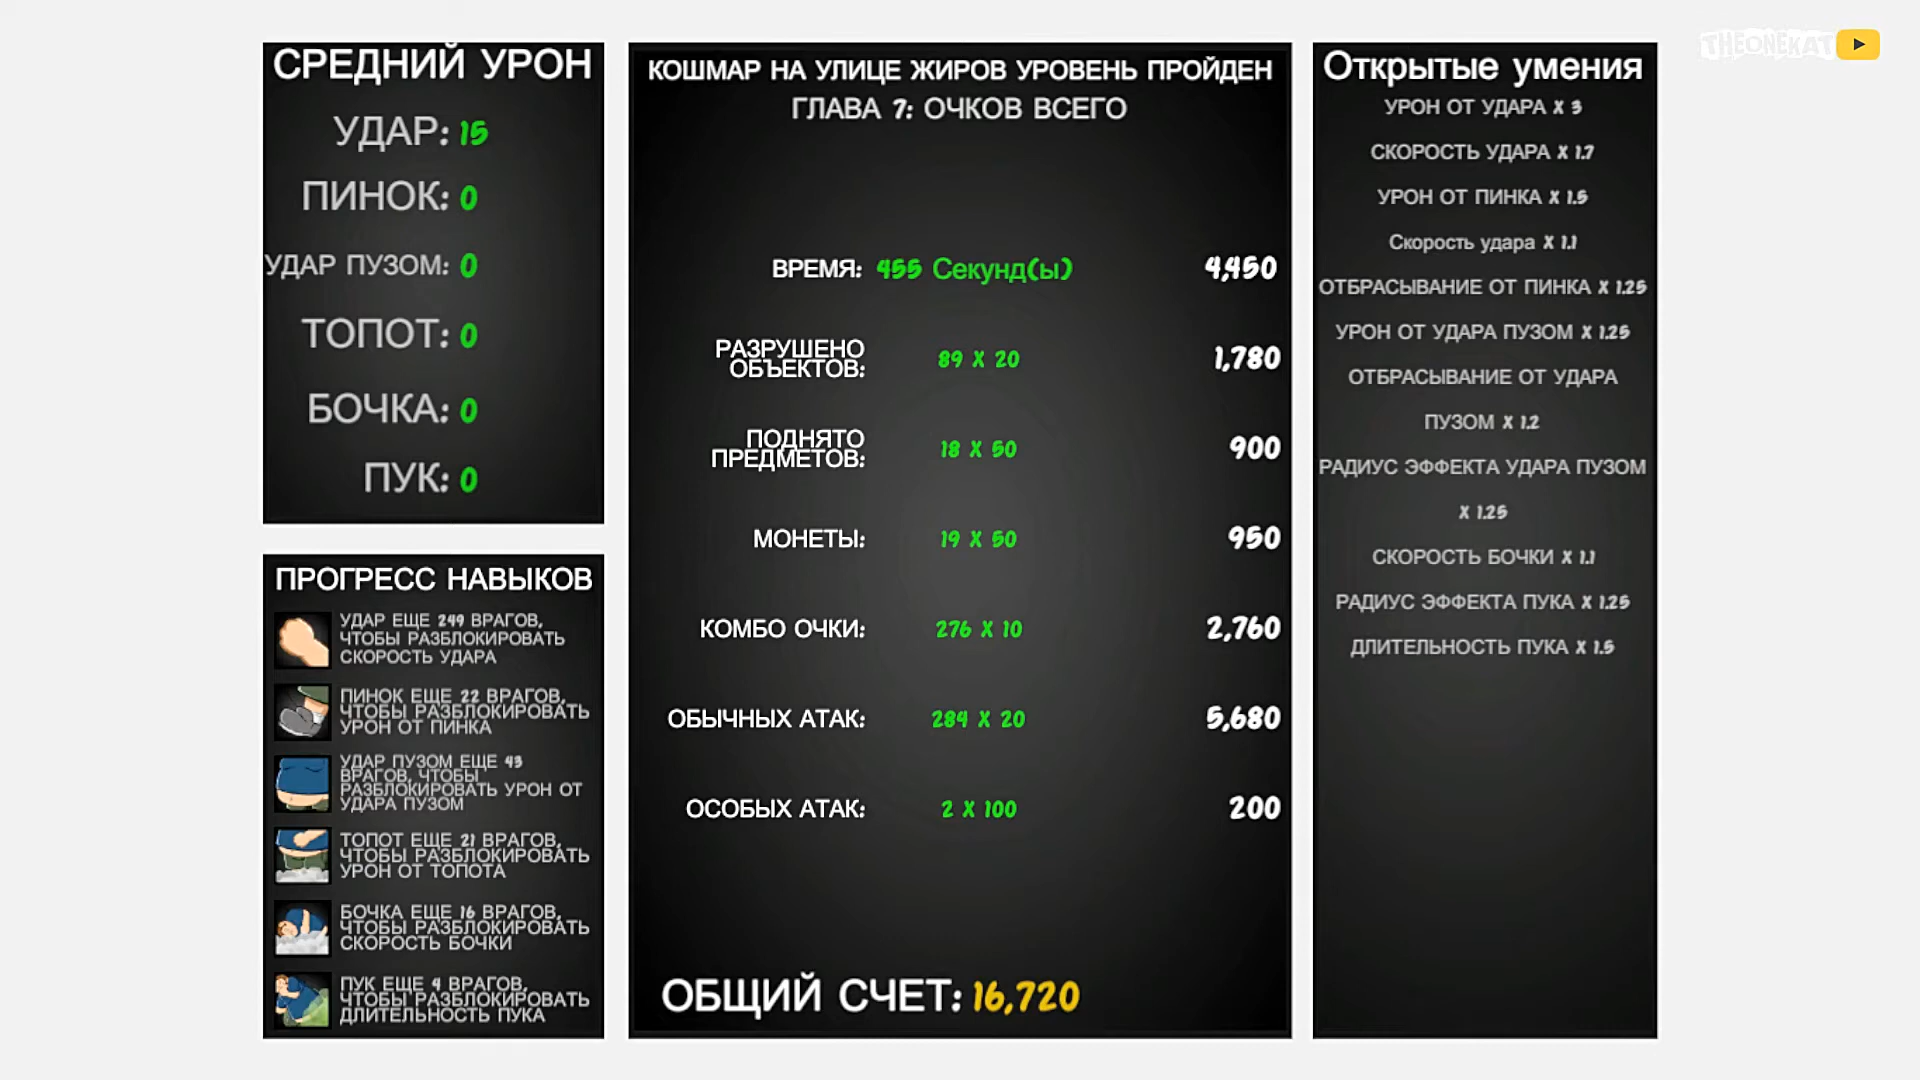 СРЕДНИЙ УРОН
УДАР: 15
ПИНОК: 0
УДАР ПУЗОМ: 0
ТОПОТ: 0
БОЧКА: 0
ПУК: 0
ПРОГРЕСС НАВЫКОВ
УДАР ЕЩЕ 249 ВРАГОВ,
ЧТОБЫ РАЗБЛОКИРОВАТЬ
СКОРОСТЬ УДАРА
ПИНОК ЕЩЕ 22 ВРАГОВ,
ЧТОБЫ РАЗБЛОКИРОВАТЬ
УРОН ОТ ПИНКА
УДАР ПУЗОМ ЕЩЕ 43
ВРАГОВ, ЧТОБЫ
РАЗБЛОКИРОВАТЬ УРОН ОТ
УДАРА ПУЗОМ
ТОПОТ ЕЩЕ 21 ВРАГОВ,
ЧТОБЫ РАЗБЛОКИРОВАТЬ
УРОН ОТ ТОПОТА
БОЧКА ЕЩЕ 16 ВРАГОВ,
ЧТОБЫ РАЗБЛОКИРОВАТЬ
СКОРОСТЬ БОЧКИ
ПУК ЕЩЕ 4 ВРАГОВ,
ЧТОБЫ РАЗБЛОКИРОВАТЬ
ДЛИТЕЛЬНОСТЬ ПУКА
КОШМАР НА УЛИЦЕ ЖИРОВ УРОВЕНЬ ПРОЙДЕН
ГЛАВА 7: ОЧКОВ ВСЕГО
ВРЕМЯ: 455 Секунд(ы) 4,450
РАЗРУШЕНО
ОБЪЕКТОВ: 89 X 20 1,780
ПОДНЯТО
ПРЕДМЕТОВ: 18 X 50 900
МОНЕТЫ: 19 X 50 950
КОМБО ОЧКИ: 276 X 10 2,760
ОБЫЧНЫХ АТАК: 284 X 20 5,680
ОСОБЫХ АТАК: 2 X 100 200
ОБЩИЙ СЧЕТ: 16,720
Открытые умения
УРОН ОТ УДАРА X 3
СКОРОСТЬ УДАРА X 1.7
УРОН ОТ ПИНКА X 1.5
Скорость удара X 1.1
ОТБРАСЫВАНИЕ ОТ ПИНКА X 1.25
УРОН ОТ УДАРА ПУЗОМ X 1.25
ОТБРАСЫВАНИЕ ОТ УДАРА
ПУЗОМ X 1.2
РАДИУС ЭФФЕКТА УДАРА ПУЗОМ
X 1.25
СКОРОСТЬ БОЧКИ X 1.1
РАДИУС ЭФФЕКТА ПУКА X 1.25
ДЛИТЕЛЬНОСТЬ ПУКА X 1.5
THEONEKAT